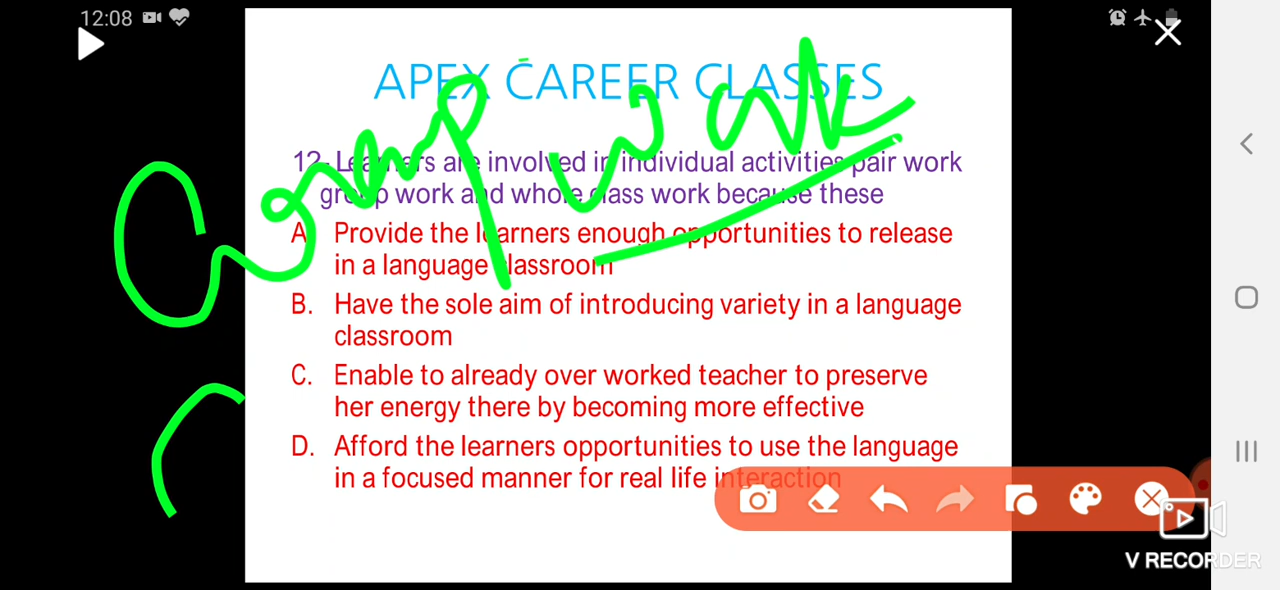 12:08
APEX CAREER CLASSES
Group work
12- Learners are involved in individual activities pair work
group work and whole class work because these
A. Provide the learners enough opportunities to release
in a language classroom
B. Have the sole aim of introducing variety in a language
classroom
C. Enable to already over worked teacher to preserve
her energy there by becoming more effective
D. Afford the learners opportunities to use the language
in a focused manner for real life interaction
V RECORDER